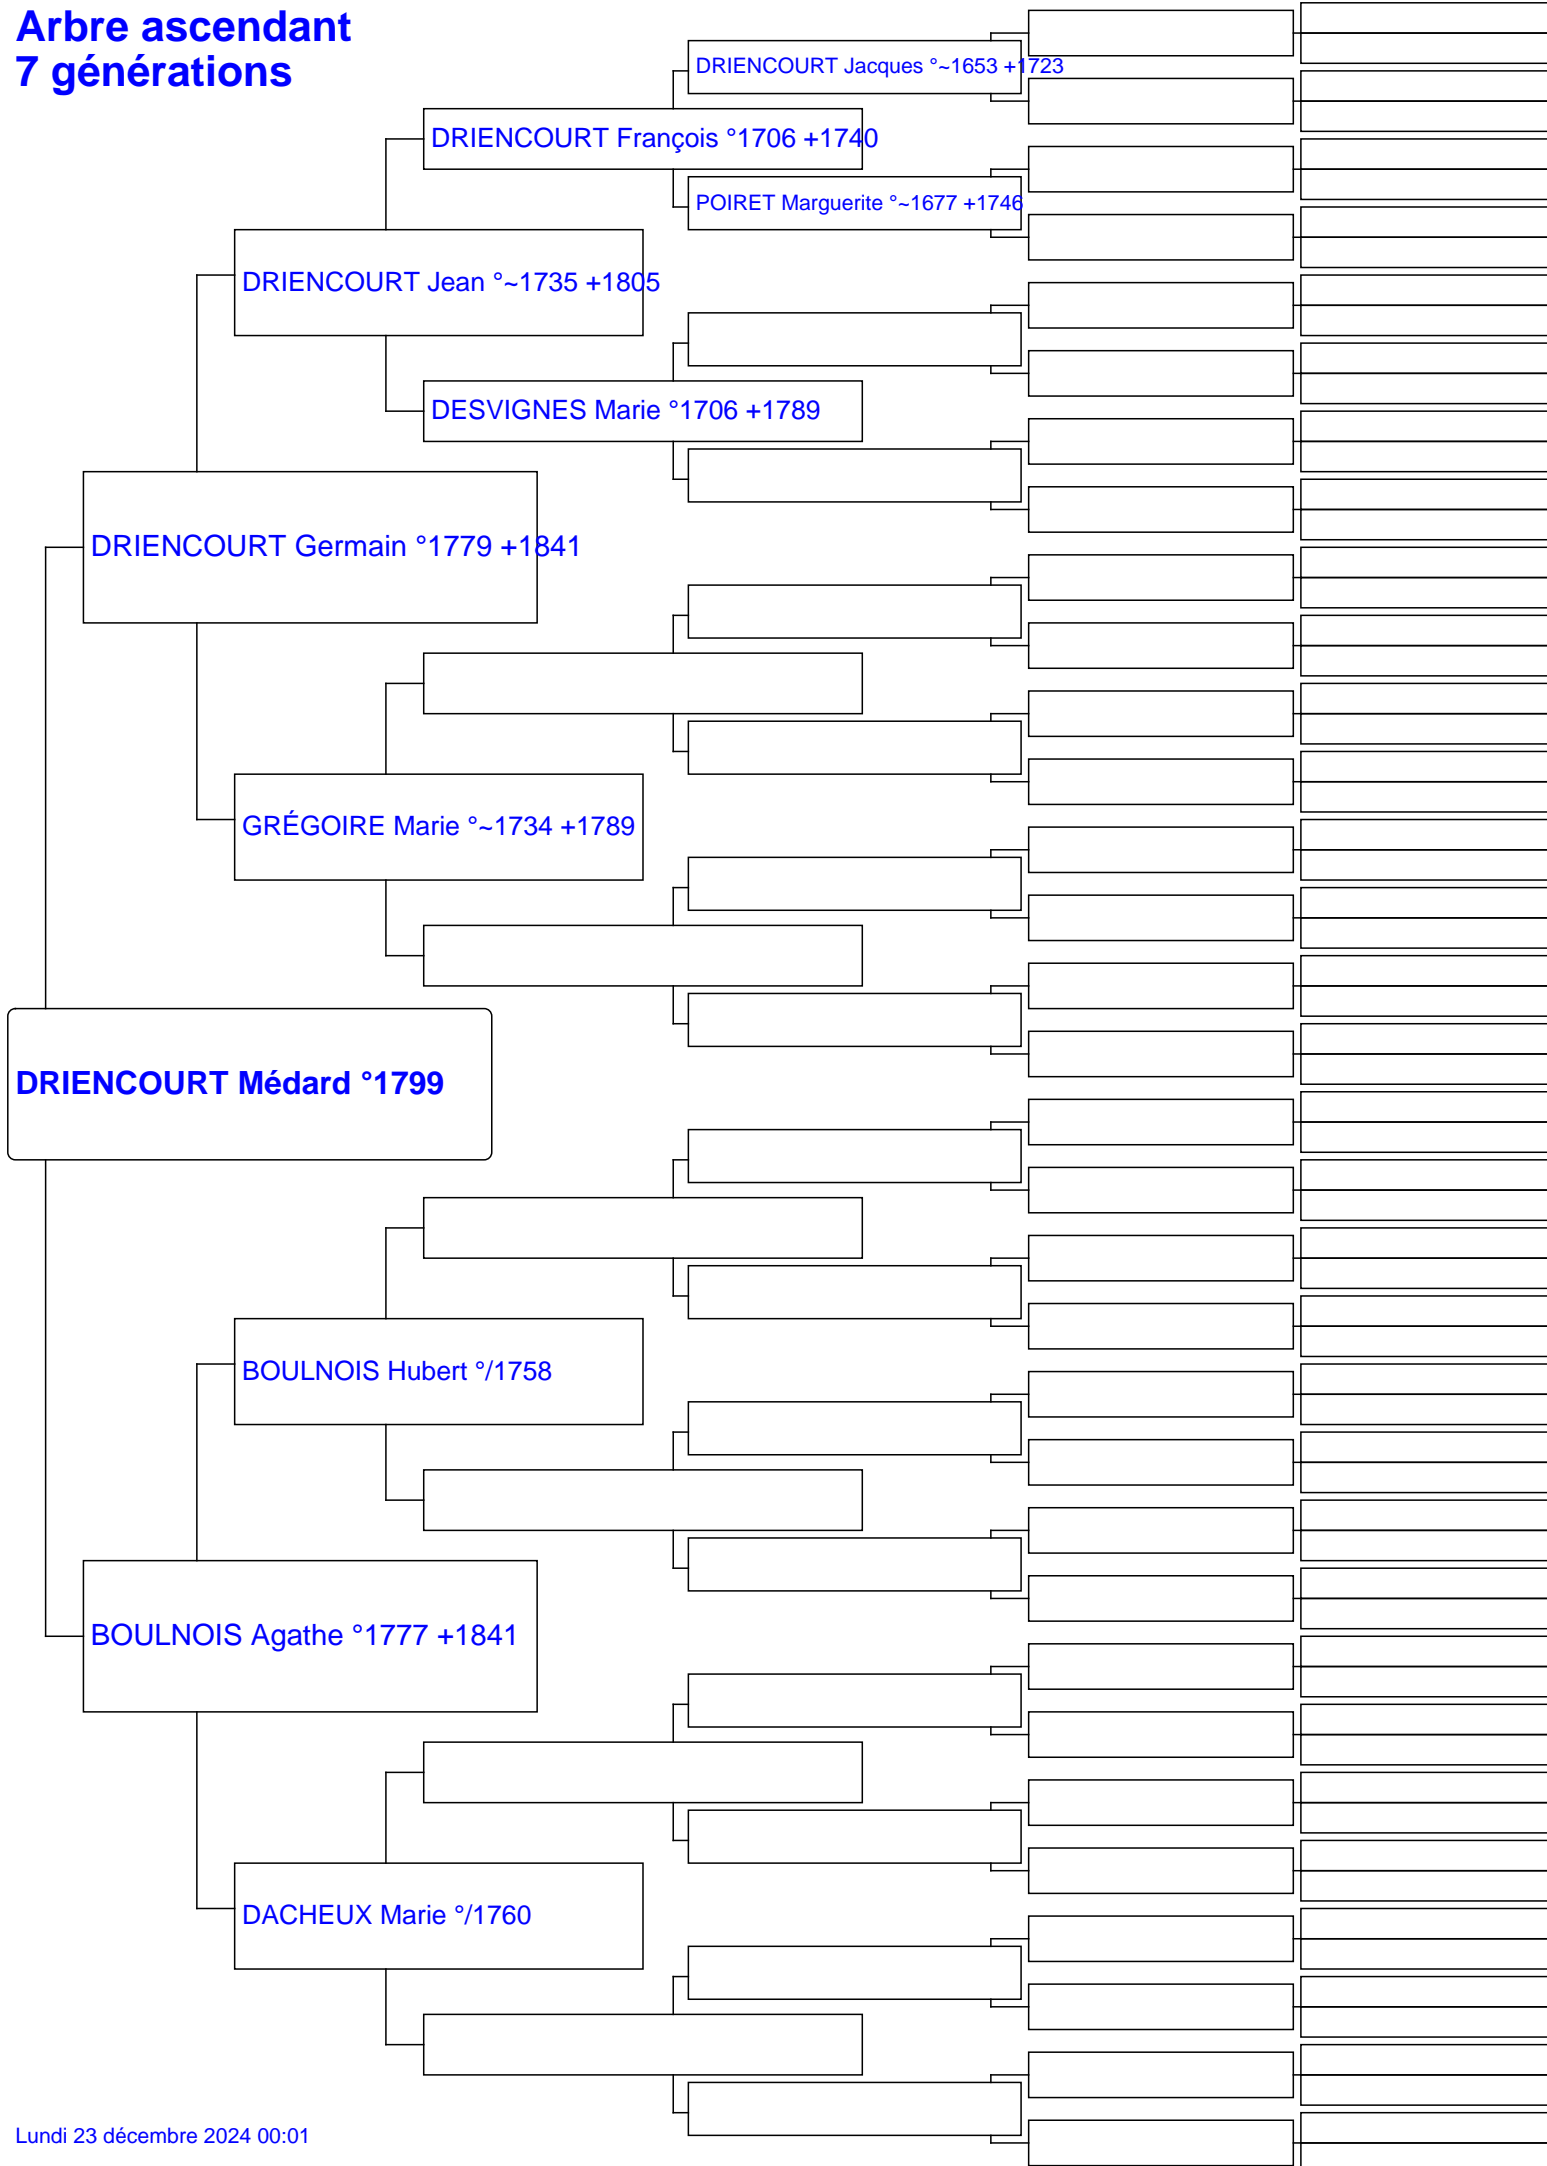 Arbre ascendant
7 générations
DRIENCOURT Jacques °~1653 +1723
DRIENCOURT François °1706 +1740
POIRET Marguerite °~1677 +1746
DRIENCOURT Jean °~1735 +1805
DESVIGNES Marie °1706 +1789
DRIENCOURT Germain °1779 +1841
GRÉGOIRE Marie °~1734 +1789
DRIENCOURT Médard °1799
BOULNOIS Hubert °/1758
BOULNOIS Agathe °1777 +1841
DACHEUX Marie °/1760
Lundi 23 décembre 2024 00:01